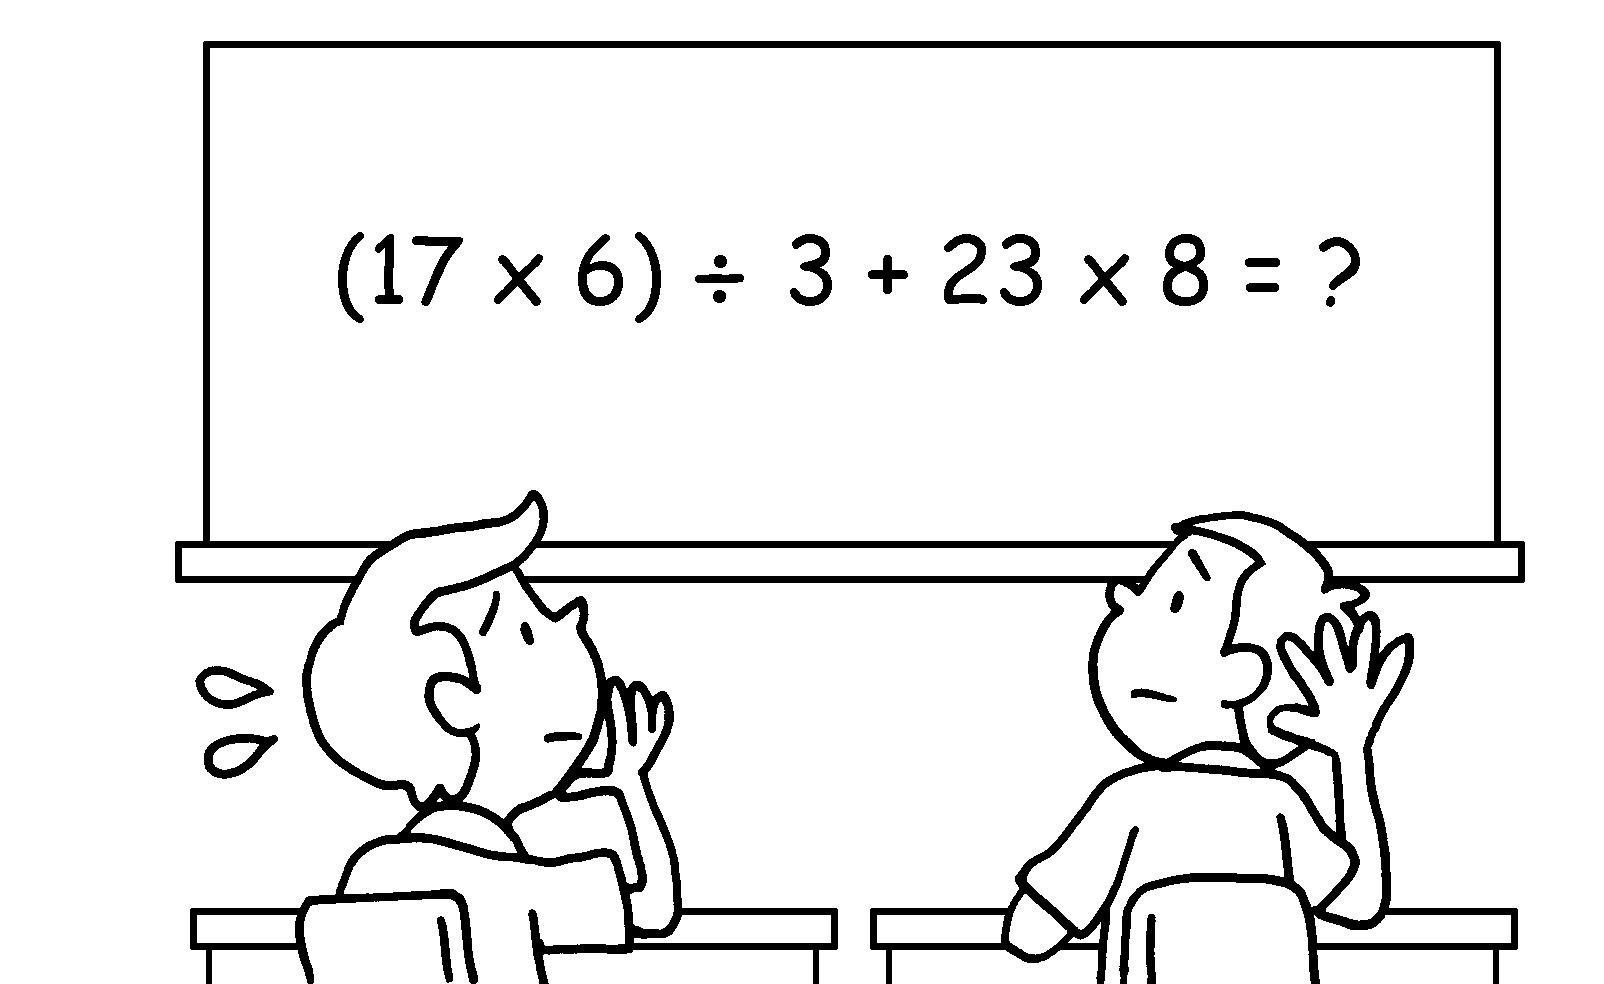 (17 x 6) ÷ 3 + 23 x 8 = ?